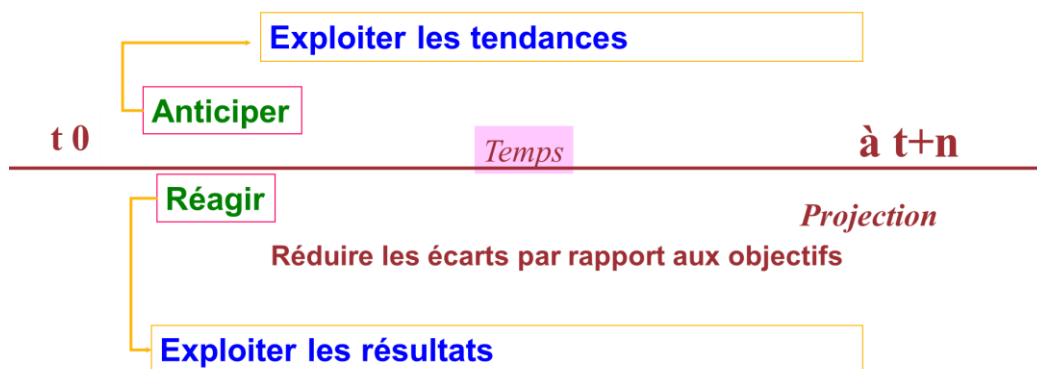 Exploiter les tendances
Anticiper
t 0
Temps
à t+n
Réagir
Projection
Réduire les écarts par rapport aux objectifs
Exploiter les résultats